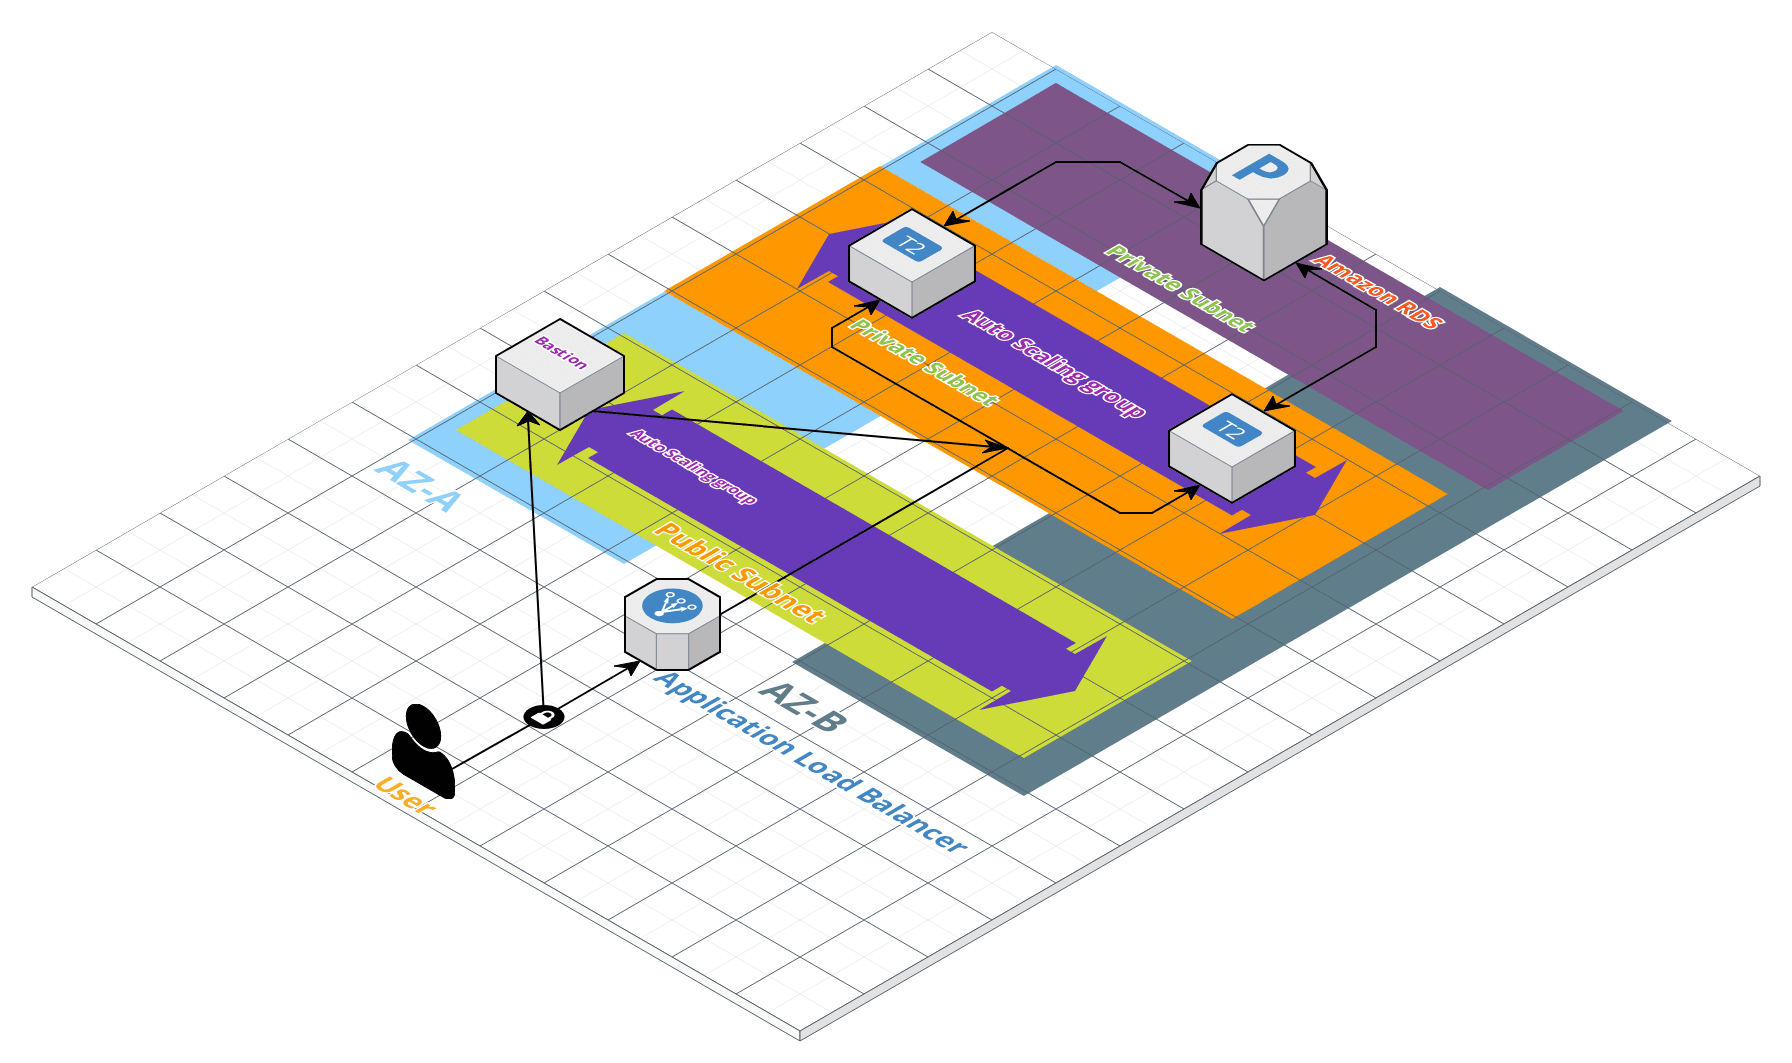 P
T2
Private Subnet
Amazon RDS
Auto Scaling group
Private Subnet
T2
Bastion
Auto Scaling group
AZ-A
Public Subnet
AZ-B
Application Load Balancer
User